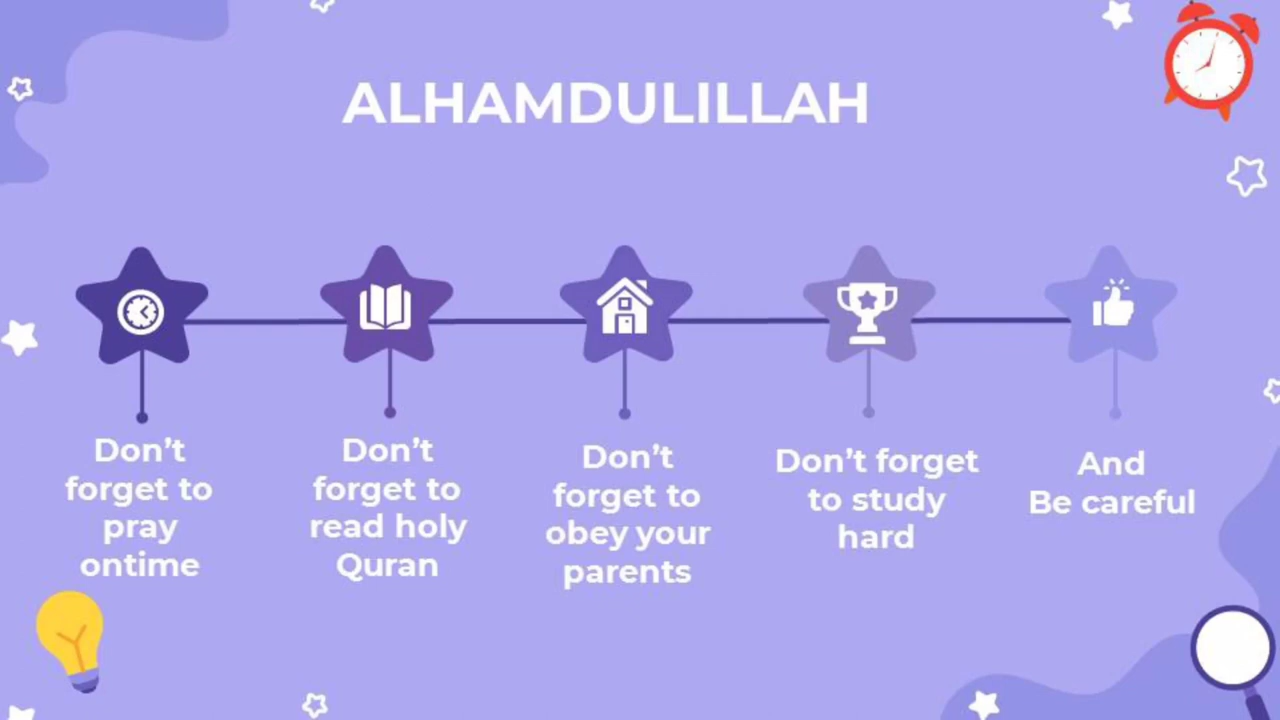 ALHAMDULILLAH
Don’t
forget to
pray
ontime
Don’t
forget to
read holy
Quran
Don’t
forget to
obey your
parents
Don’t forget
to study
hard
And
Be careful